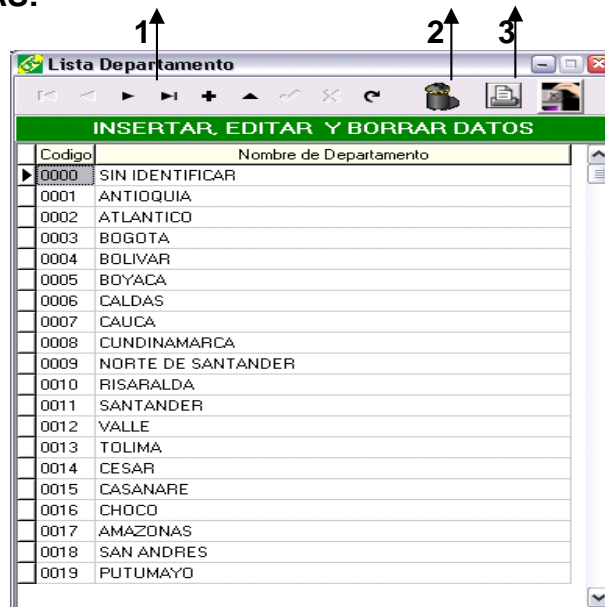 AS:
1 2 3
Lista Departamento
INSERTAR, EDITAR Y BORRAR DATOS
Codigo Nombre de Departamento
0000 SIN IDENTIFICAR
0001 ANTIOQUIA
0002 ATLANTICO
0003 BOGOTA
0004 BOLIVAR
0005 BOYACA
0006 CALDAS
0007 CAUCA
0008 CUNDINAMARCA
0009 NORTE DE SANTANDER
0010 RISARALDA
0011 SANTANDER
0012 VALLE
0013 TOLIMA
0014 CESAR
0015 CASANARE
0016 CHOCO
0017 AMAZONAS
0018 SAN ANDRES
0019 PUTUMAYO